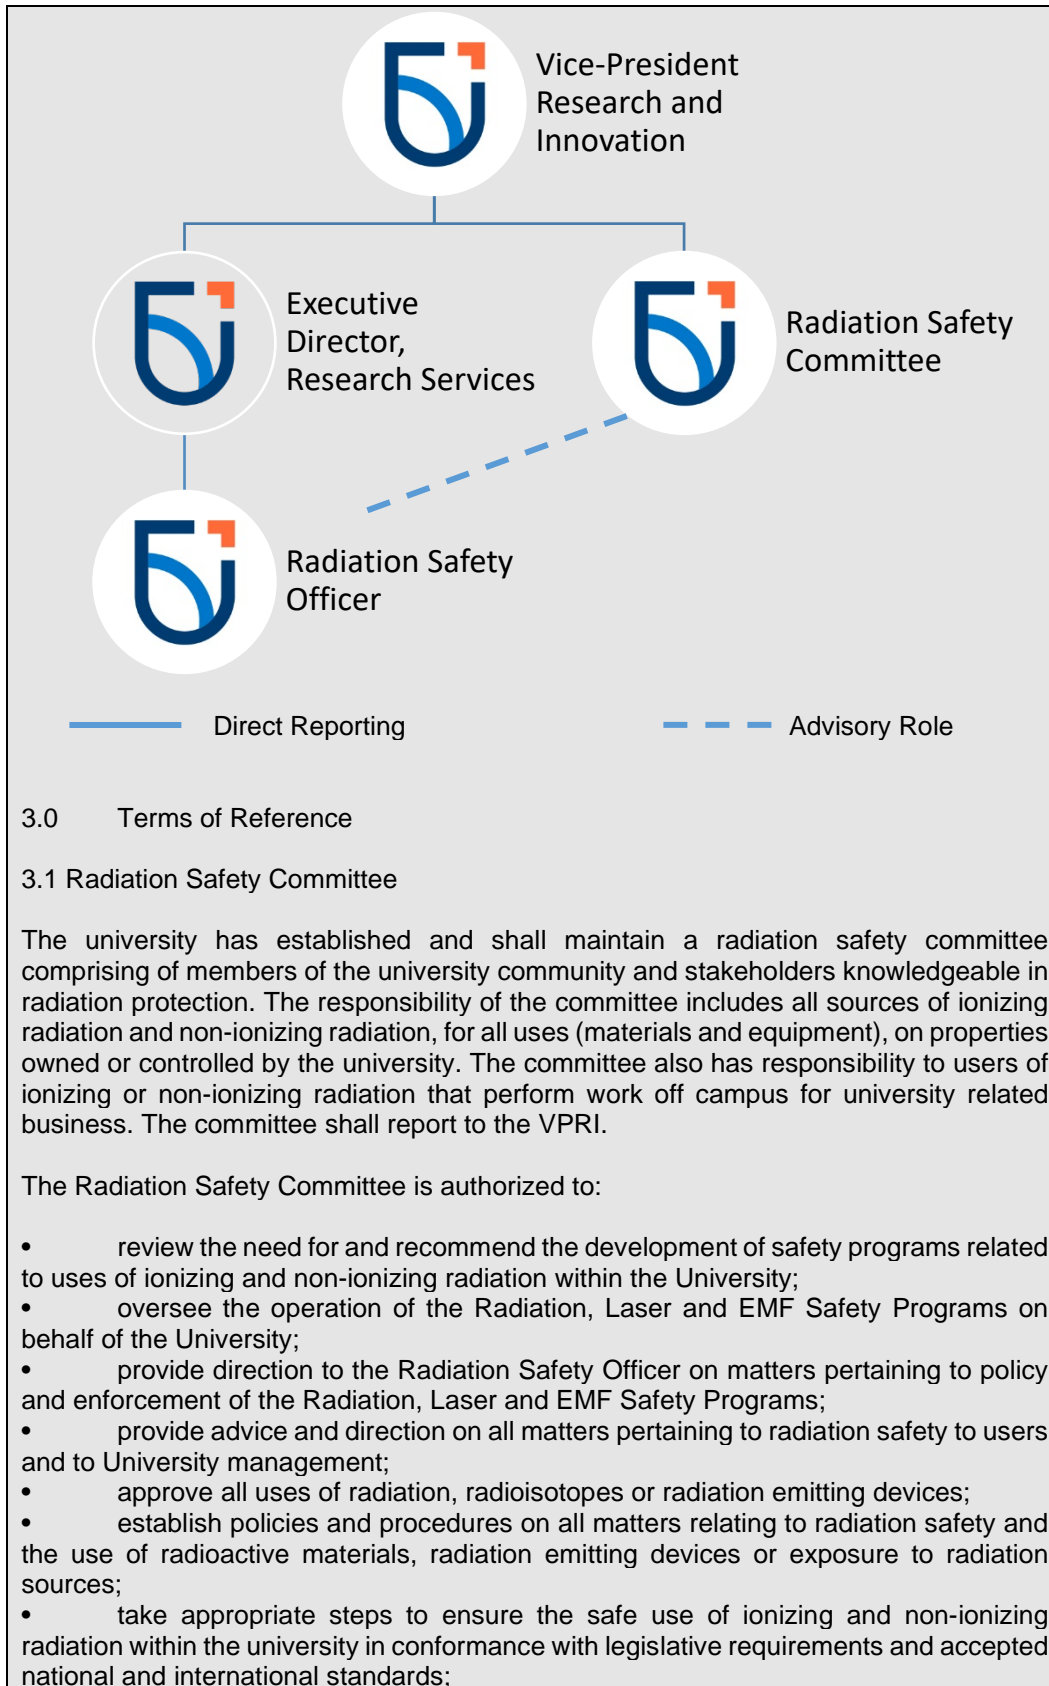 Vice-President
Research and
Innovation
Executive
Director,
Research Services
Radiation Safety
Committee
Radiation Safety
Officer
Direct Reporting
Advisory Role
3.0 Terms of Reference
3.1 Radiation Safety Committee
The university has established and shall maintain a radiation safety committee
comprising of members of the university community and stakeholders knowledgeable in
radiation protection. The responsibility of the committee includes all sources of ionizing
radiation and non-ionizing radiation, for all uses (materials and equipment), on properties
owned or controlled by the university. The committee also has responsibility to users of
ionizing or non-ionizing radiation that perform work off campus for university related
business. The committee shall report to the VPRI.
The Radiation Safety Committee is authorized to:
• review the need for and recommend the development of safety programs related
to uses of ionizing and non-ionizing radiation within the University;
• oversee the operation of the Radiation, Laser and EMF Safety Programs on
behalf of the University;
• provide direction to the Radiation Safety Officer on matters pertaining to policy
and enforcement of the Radiation, Laser and EMF Safety Programs;
• provide advice and direction on all matters pertaining to radiation safety to users
and to University management;
• approve all uses of radiation, radioisotopes or radiation emitting devices;
• establish policies and procedures on all matters relating to radiation safety and
the use of radioactive materials, radiation emitting devices or exposure to radiation
sources;
• take appropriate steps to ensure the safe use of ionizing and non-ionizing
radiation within the university in conformance with legislative requirements and accepted
national and international standards;